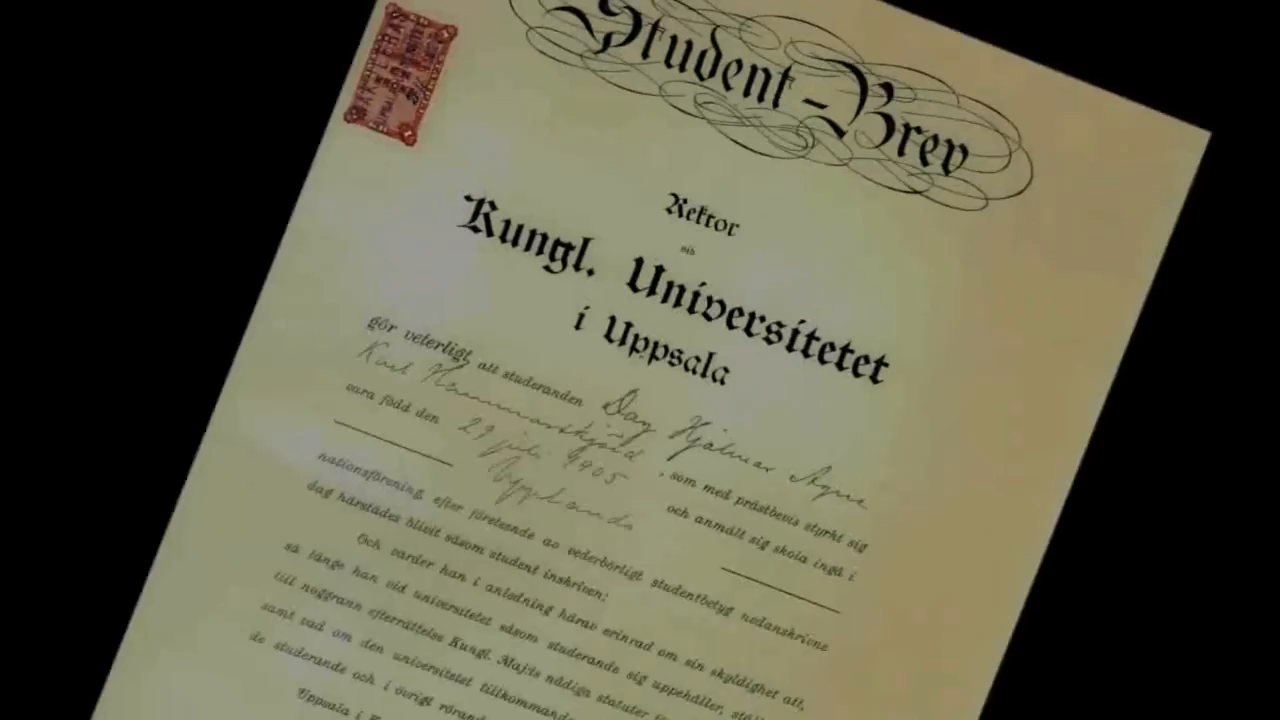 Student-Brev
Rektor
vid
Kungl. Universitetet
i Uppsala
gör veterligt att studeranden Dag Hjalmar Agne
Karl Hammarskjöld, som med prästbevis styrkt sig
vara född den 29 juli 1905 och anmält sig skola ingå i
Upplands
nationsförening, efter företeende av vederbörligt studentbetyg nedanskrivne
dag härstädes blivit såsom student inskriven;
Och varder han i anledning härav erinrad om sin skyldighet att,
så länge han vid universitetet såsom studerande sig uppehåller, ställ
till noggrann efterrättelse Kungl. Maj:ts nådiga statuter
samt vad om den universitetet tillkommande
de studerande och i övrigt röran
Uppsala i